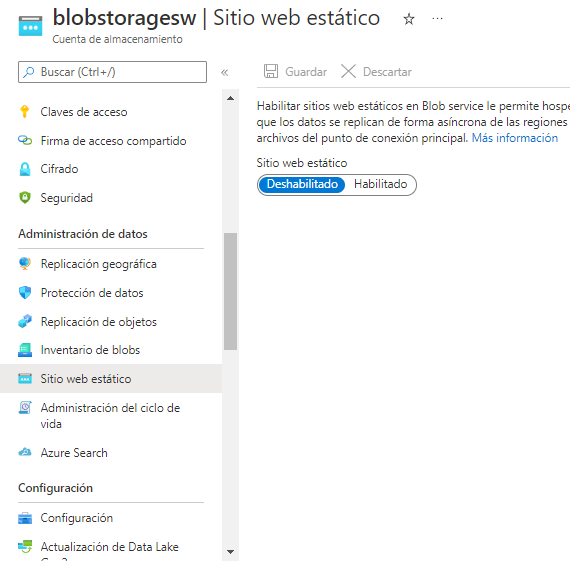 blobstoragesw | Sitio web estático
Cuenta de almacenamiento
Buscar (Ctrl+/)
Claves de acceso
Firma de acceso compartido
Cifrado
Seguridad
Administración de datos
Replicación geográfica
Protección de datos
Replicación de objetos
Inventario de blobs
Sitio web estático
Administración del ciclo de
vida
Azure Search
Configuración
Configuración
Actualización de Data Lake
Guardar
Descartar
Habilitar sitios web estáticos en Blob service le permite hospe
que los datos se replican de forma asíncrona de las regiones
archivos del punto de conexión principal. Más información
Sitio web estático
Deshabilitado Habilitado